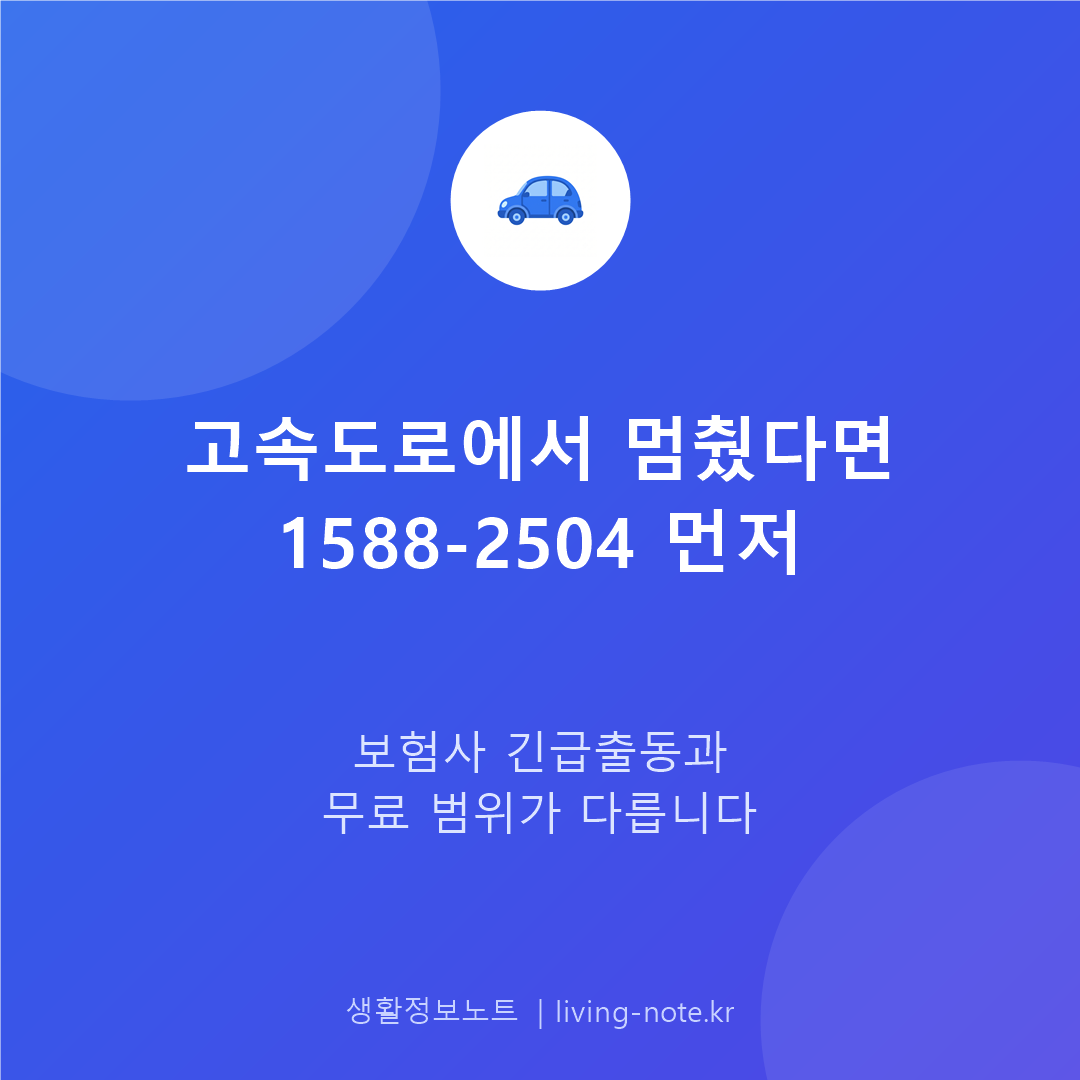 고속도로에서 멈췄다면
1588-2504 먼저
보험사 긴급출동과
무료 범위가 다릅니다
생활정보노트 | living-note.kr